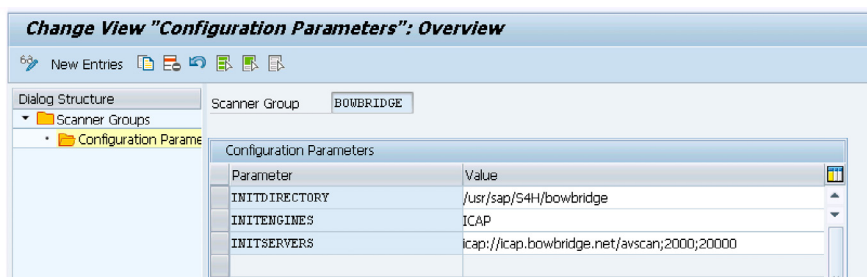 Change View "Configuration Parameters": Overview
New Entries
Dialog Structure
Scanner Groups
Configuration Parame
Scanner Group BOWBRIDGE
Configuration Parameters
Parameter Value
INITDIRECTORY /usr/sap/S4H/bowbridge
INITENGINES ICAP
INITSERVERS icap://icap.bowbridge.net/avscan;2000;20000